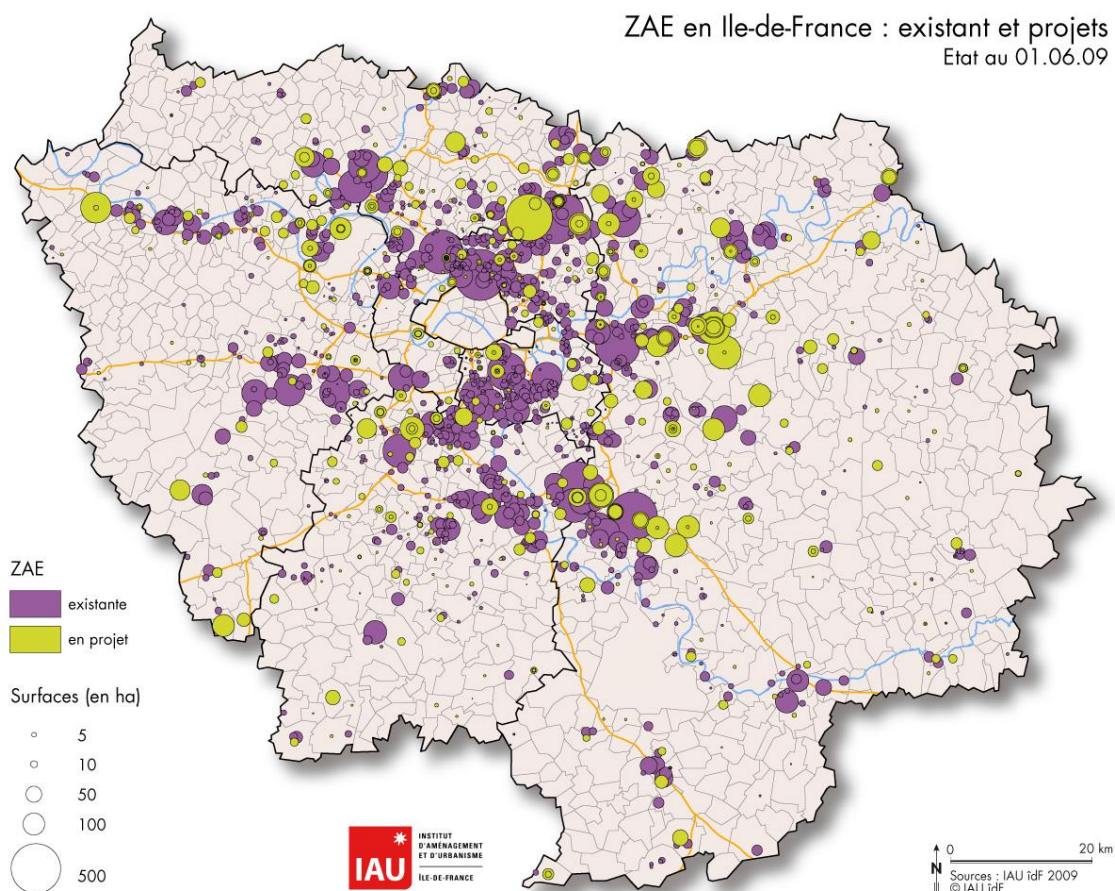 ZAE en Ile-de-France : existant et projets
Etat au 01.06.09
ZAE
existante
en projet
Surfaces (en ha)
5
10
50
100
500
IAU
INSTITUT
D'AMÉNAGEMENT
ET D'URBANISME
ÎLE-DE-FRANCE
N
0
20 km
Sources : IAU îdF 2009
© IAU îdF